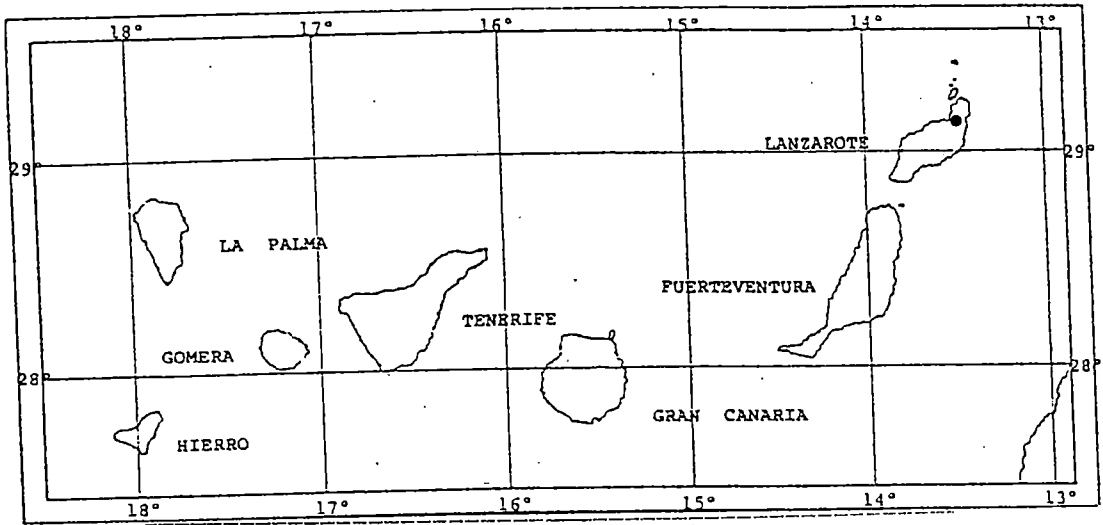 18° 17° 16° 15° 14° 13°
LANZAROTE
29° 29°
LA PALMA
FUERTEVENTURA
TENERIFE
GOMERA
28° 28°
GRAN CANARIA
HIERRO
18° 17° 16° 15° 14° 13°